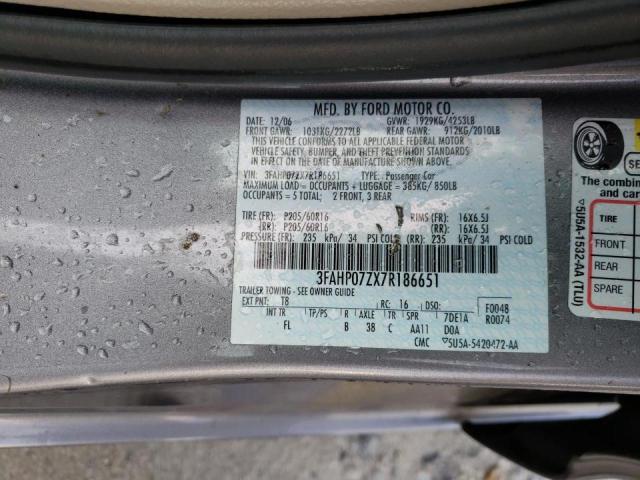 MFD. BY FORD MOTOR CO.
DATE: 12/06 GVWR: 1929KG/4253LB
FRONT GAWR: 1031KG/2272LB REAR GAWR: 912KG/2010LB
THIS VEHICLE CONFORMS TO ALL APPLICABLE FEDERAL MOTOR VEHICLE
SAFETY, BUMPER, AND THEFT PREVENTION STANDARDS IN EFFECT
ON THE DATE OF MANUFACTURE SHOWN ABOVE.
VIN: 3FAHP07ZX7R186651 TYPE: Passenger Car
MAXIMUM LOAD = OCCUPANTS + LUGGAGE = 385KG/ 850LB
OCCUPANTS = 5 TOTAL; 2 FRONT, 3 REAR
TIRE (FR): P205/60R16 RIMS (FR): 16X6.5J
(RR): P205/60R16 (RR): 16X6.5J
PRESSURE (FR): 235 kPa/ 34 PSI COLD (RR): 235 kPa/ 34 PSI COLD
3FAHP07ZX7R186651
TRAILER TOWING - SEE OWNER GUIDE
EXT PNT: T8 RC: 16 DSO: F0048
INT TR TP/PS R AXLE TR SPR 7DE1A R0074
FL B 38 C AA11 D0A
CMC 5U5A-5420472-AA
SE
The combine
TIRE
FRONT
REAR
SPARE
5U5A-1532-AA (TLU)